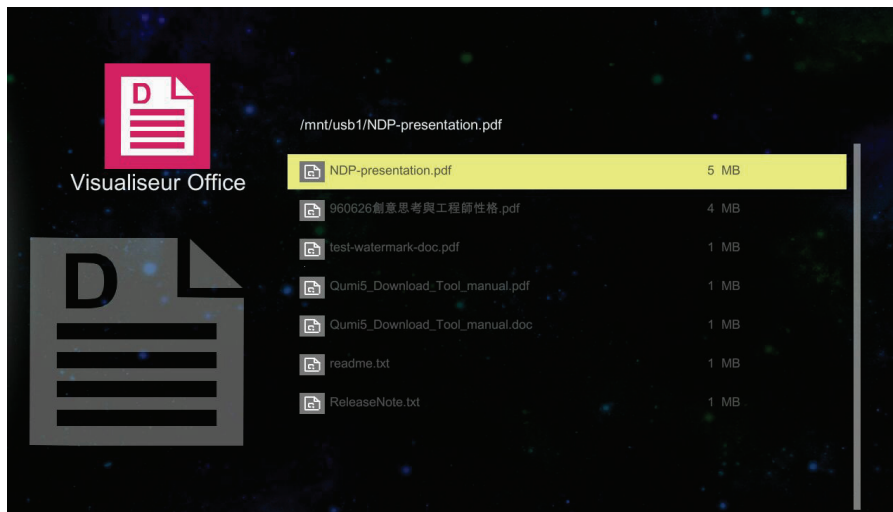 D
Visualiseur Office
D
/mnt/usb1/NDP-presentation.pdf
NDP-presentation.pdf 5 MB
960626創意思考與工程師性格.pdf 4 MB
test-watermark-doc.pdf 1 MB
Qumi5_Download_Tool_manual.pdf 1 MB
Qumi5_Download_Tool_manual.doc 1 MB
readme.txt 1 MB
ReleaseNote.txt 1 MB